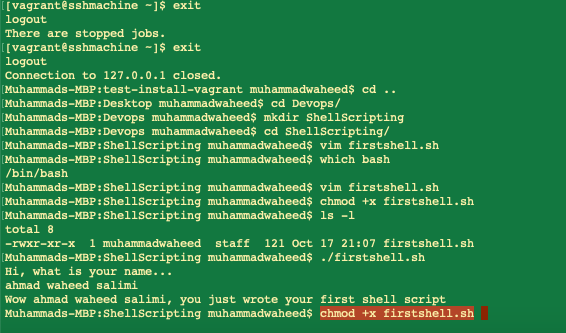 [[vagrant@sshmachine ~]$ exit
logout
There are stopped jobs.
[[vagrant@sshmachine ~]$ exit
logout
Connection to 127.0.0.1 closed.
[Muhammads-MBP:test-install-vagrant muhammadwaheed$ cd ..
[Muhammads-MBP:Desktop muhammadwaheed$ cd Devops/
[Muhammads-MBP:Devops muhammadwaheed$ mkdir ShellScripting
[Muhammads-MBP:Devops muhammadwaheed$ cd ShellScripting/
[Muhammads-MBP:ShellScripting muhammadwaheed$ vim firstshell.sh
[Muhammads-MBP:ShellScripting muhammadwaheed$ which bash
/bin/bash
[Muhammads-MBP:ShellScripting muhammadwaheed$ vim firstshell.sh
[Muhammads-MBP:ShellScripting muhammadwaheed$ chmod +x firstshell.sh
[Muhammads-MBP:ShellScripting muhammadwaheed$ ls -l
total 8
-rwxr-xr-x 1 muhammadwaheed staff 121 Oct 17 21:07 firstshell.sh
[Muhammads-MBP:ShellScripting muhammadwaheed$ ./firstshell.sh
Hi, what is your name...
ahmad waheed salimi
Wow ahmad waheed salimi, you just wrote your first shell script
Muhammads-MBP:ShellScripting muhammadwaheed$ chmod +x firstshell.sh